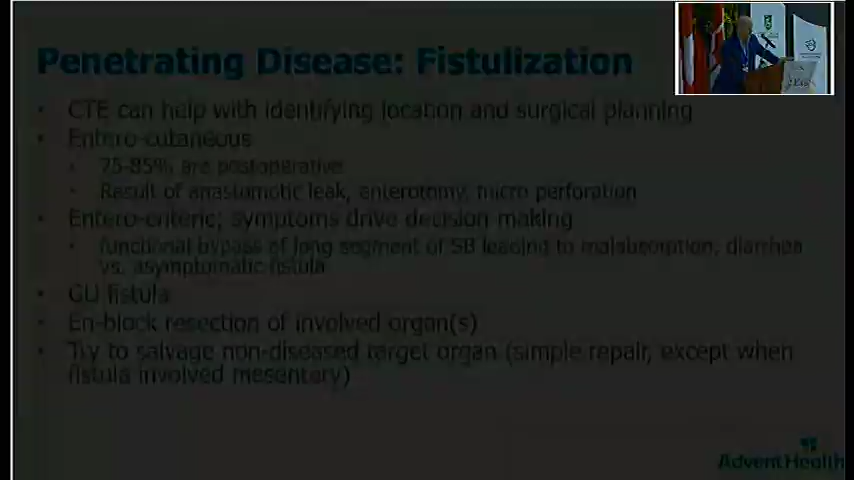 Penetrating Disease: Fistulization
• CTE can help with identifying location and surgical planning
• Entero-cutaneous
• 75-85% are postoperative
• Result of anastomotic leak, enterotomy, micro perforation
• Entero-enteric; symptoms drive decision making
• functional bypass of long segment of SB leading to malabsorption, diarrhea
vs. asymptomatic fistula
• GU fistula
• En-block resection of involved organ(s)
• Try to salvage non-diseased target organ (simple repair, except when
fistula involved mesentery)
AdventHealth